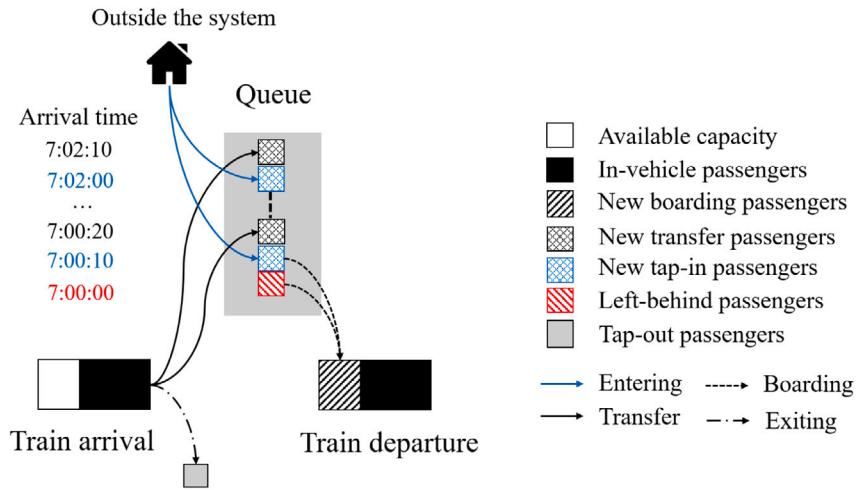 Outside the system
Queue
Arrival time
7:02:10
7:02:00
...
7:00:20
7:00:10
7:00:00
Train arrival
Train departure
Available capacity
In-vehicle passengers
New boarding passengers
New transfer passengers
New tap-in passengers
Left-behind passengers
Tap-out passengers
Entering
Boarding
Transfer
Exiting